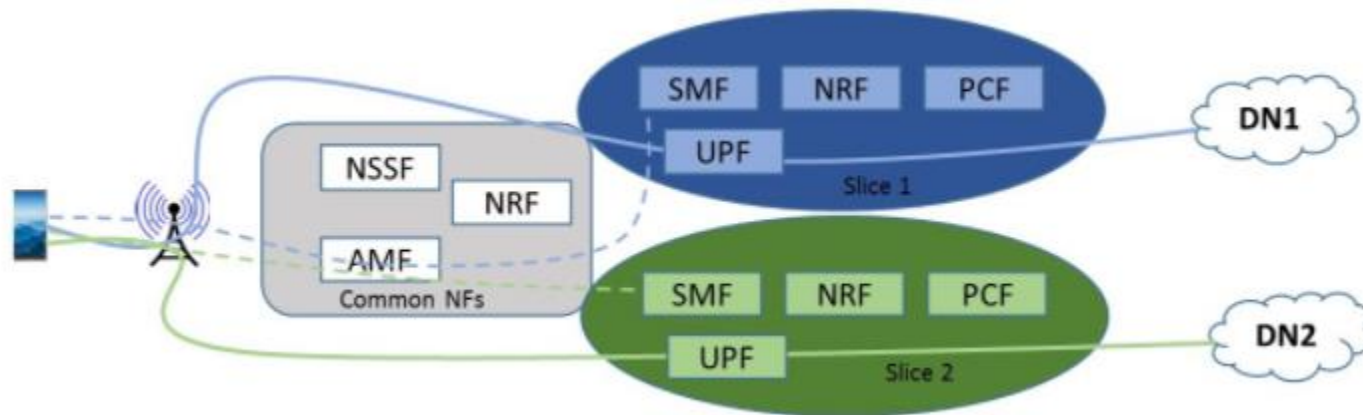 SMF NRF PCF
UPF
Slice 1
DN1
NSSF
NRF
AMF
Common NFs
SMF NRF PCF
UPF
Slice 2
DN2